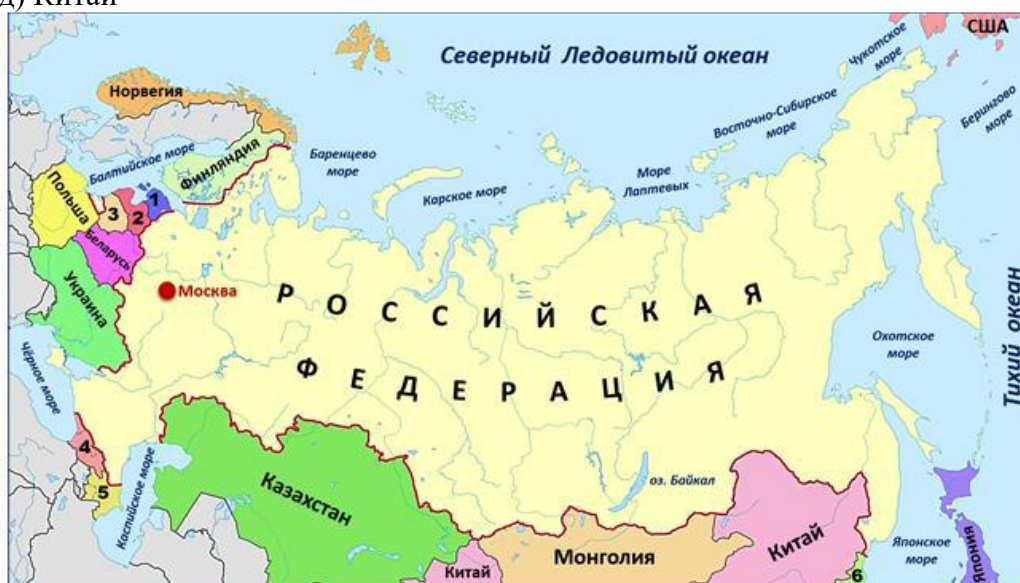 д) Китай
США
Северный Ледовитый океан
Чукотское море
Норвегия
Восточно-Сибирское море
Берингово море
Балтийское море
Финляндия
Баренцево море
Море Лаптевых
Карское море
Польша
1
2
3
Беларусь
Украина
Москва
РОССИЙСКАЯ
ФЕДЕРАЦИЯ
Охотское море
Тихий океан
Чёрное море
4
5
Каспийское море
Казахстан
оз. Байкал
Китай
Монголия
Китай
6
Японское море
Япония